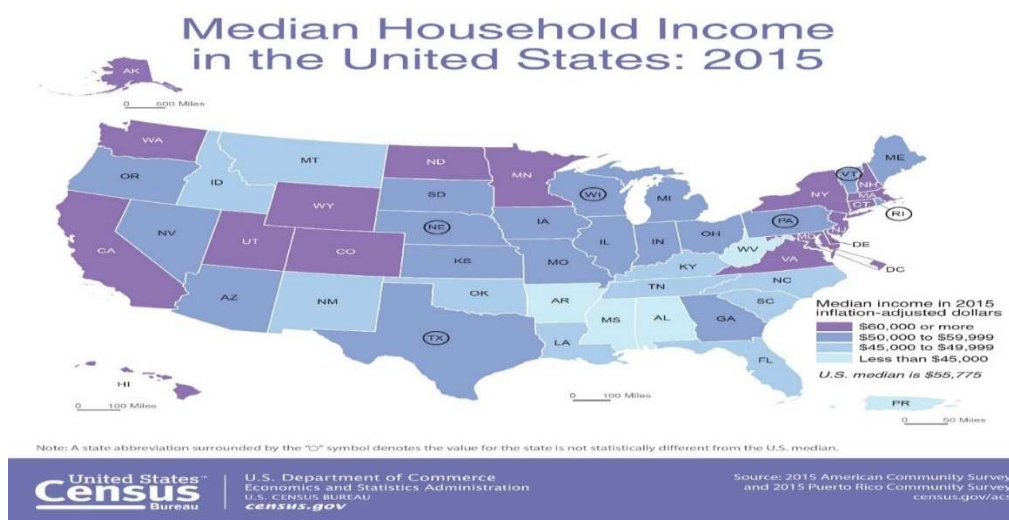 Median Household Income
in the United States: 2015
AK
0 500 Miles
WA
MT
ND
MN
ME
VT
NH
OR
ID
SD
WI
MI
NY
MA
CT
RI
WY
NE
IA
PA
NJ
NV
UT
CO
IL
IN
OH
DE
CA
KS
MO
WV
VA
MD
DC
KY
AZ
NM
OK
TN
NC
AR
SC
TX
MS
AL
GA
LA
FL
HI
0 100 Miles
0 100 Miles
Median income in 2015
inflation-adjusted dollars
$60,000 or more
$50,000 to $59,999
$45,000 to $49,999
Less than $45,000
U.S. median is $55,775
PR
0 50 Miles
Note: A state abbreviation surrounded by the "O" symbol denotes the value for the state is not statistically different from the U.S. median.
United States™
Census
Bureau
U.S. Department of Commerce
Economics and Statistics Administration
U.S. CENSUS BUREAU
census.gov
Source: 2015 American Community Survey
and 2015 Puerto Rico Community Survey
census.gov/acs